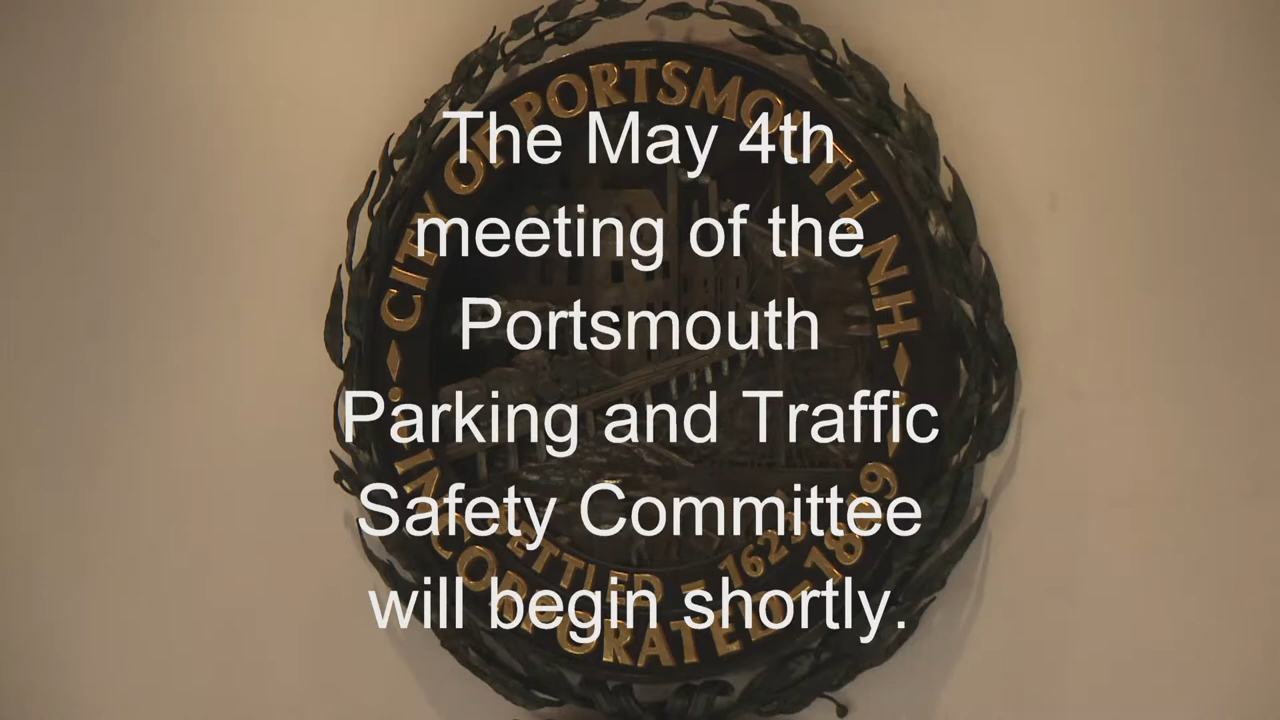 The May 4th
meeting of the
Portsmouth
Parking and Traffic
Safety Committee
will begin shortly.
CITY OF PORTSMOUTH, N.H.
SETTLED – 1623
INCORPORATED – 1849